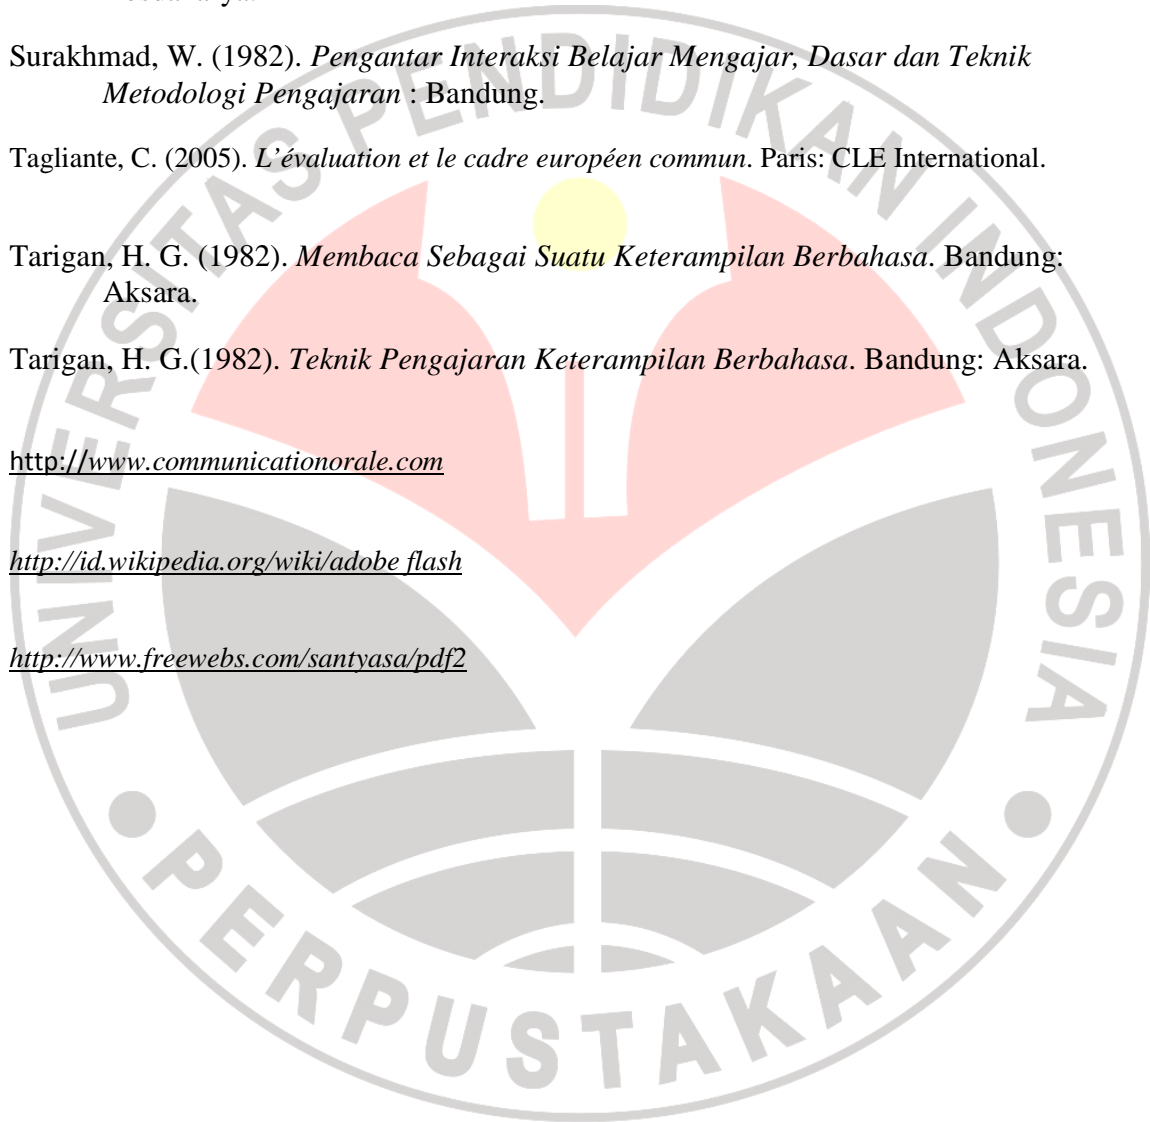 Surakhmad, W. (1982). Pengantar Interaksi Belajar Mengajar, Dasar dan Teknik
Metodologi Pengajaran : Bandung.
Tagliante, C. (2005). L'évaluation et le cadre européen commun. Paris: CLE International.
Tarigan, H. G. (1982). Membaca Sebagai Suatu Keterampilan Berbahasa. Bandung:
Aksara.
Tarigan, H. G.(1982). Teknik Pengajaran Keterampilan Berbahasa. Bandung: Aksara.
http://www.communicationorale.com
http://id.wikipedia.org/wiki/adobe flash
http://www.freewebs.com/santyasa/pdf2
UNIVERSITAS PENDIDIKAN INDONESIA
PERPUSTAKAAN